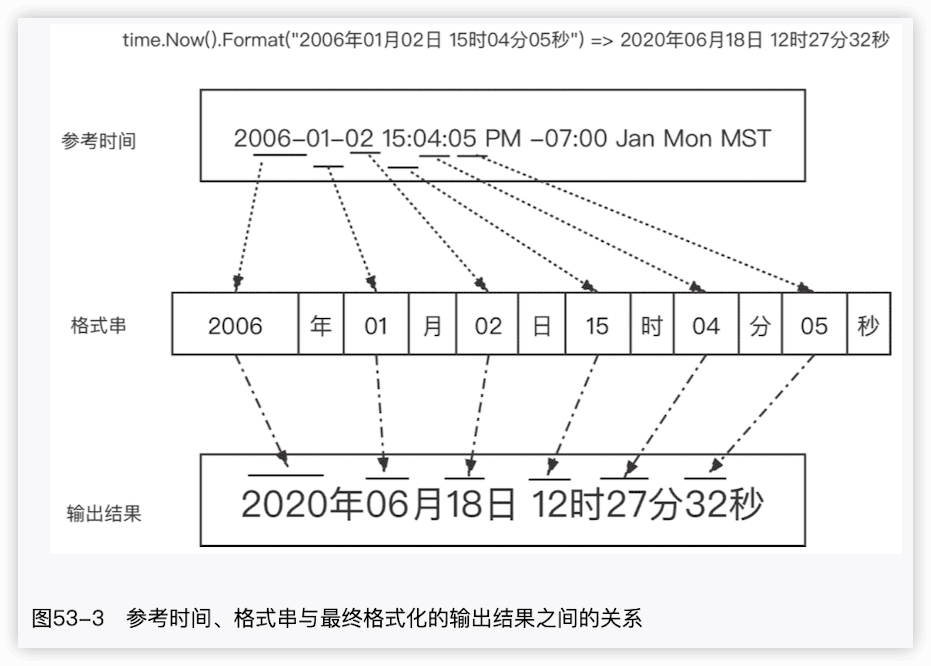 time.Now().Format("2006年01月02日 15时04分05秒") => 2020年06月18日 12时27分32秒
参考时间
2006-01-02 15:04:05 PM -07:00 Jan Mon MST
格式串
2006 年 01 月 02 日 15 时 04 分 05 秒
输出结果
2020年06月18日 12时27分32秒
图53-3 参考时间、格式串与最终格式化的输出结果之间的关系